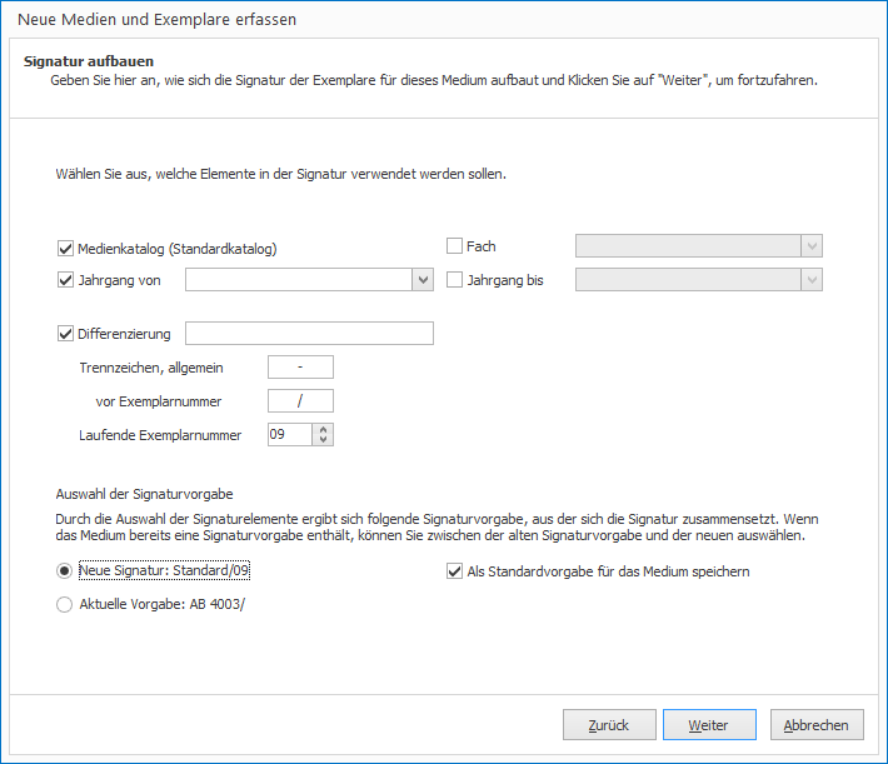 Neue Medien und Exemplare erfassen
Signatur aufbauen
Geben Sie hier an, wie sich die Signatur der Exemplare für dieses Medium aufbaut und Klicken Sie auf "Weiter", um fortzufahren.
Wählen Sie aus, welche Elemente in der Signatur verwendet werden sollen.
Medienkatalog (Standardkatalog)
Fach
Jahrgang von
Jahrgang bis
Differenzierung
Trennzeichen, allgemein -
vor Exemplarnummer /
Laufende Exemplarnummer 09
Auswahl der Signaturvorgabe
Durch die Auswahl der Signaturelemente ergibt sich folgende Signaturvorgabe, aus der sich die Signatur zusammensetzt. Wenn
das Medium bereits eine Signaturvorgabe enthält, können Sie zwischen der alten Signaturvorgabe und der neuen auswählen.
Neue Signatur: Standard/09
Als Standardvorgabe für das Medium speichern
Aktuelle Vorgabe: AB 4003/
Zurück
Weiter
Abbrechen